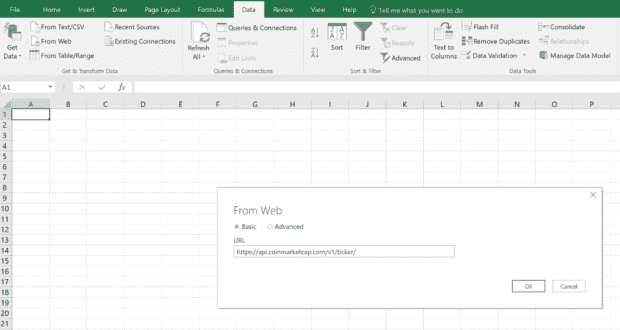 File Home Insert Draw Page Layout Formulas Data Review View Help Tell me what you want to do
From Text/CSV Recent Sources Queries & Connections Clear Flash Fill Consolidate
Get Data From Web Existing Connections Refresh All Properties Sort Filter Reapply Text to Columns Remove Duplicates Relationships
From Table/Range Edit Links Advanced Data Validation Manage Data Model
Get & Transform Data Queries & Connections Sort & Filter Data Tools
A1 fx
A B C D E F G H I J K L M N O P
1
2
3
4
5
6
7
8
9
10
11
12
13
14
15
16
17
18
19
20
21
From Web
Basic Advanced
URL
https://api.coinmarketcap.com/v1/ticker/
OK Cancel